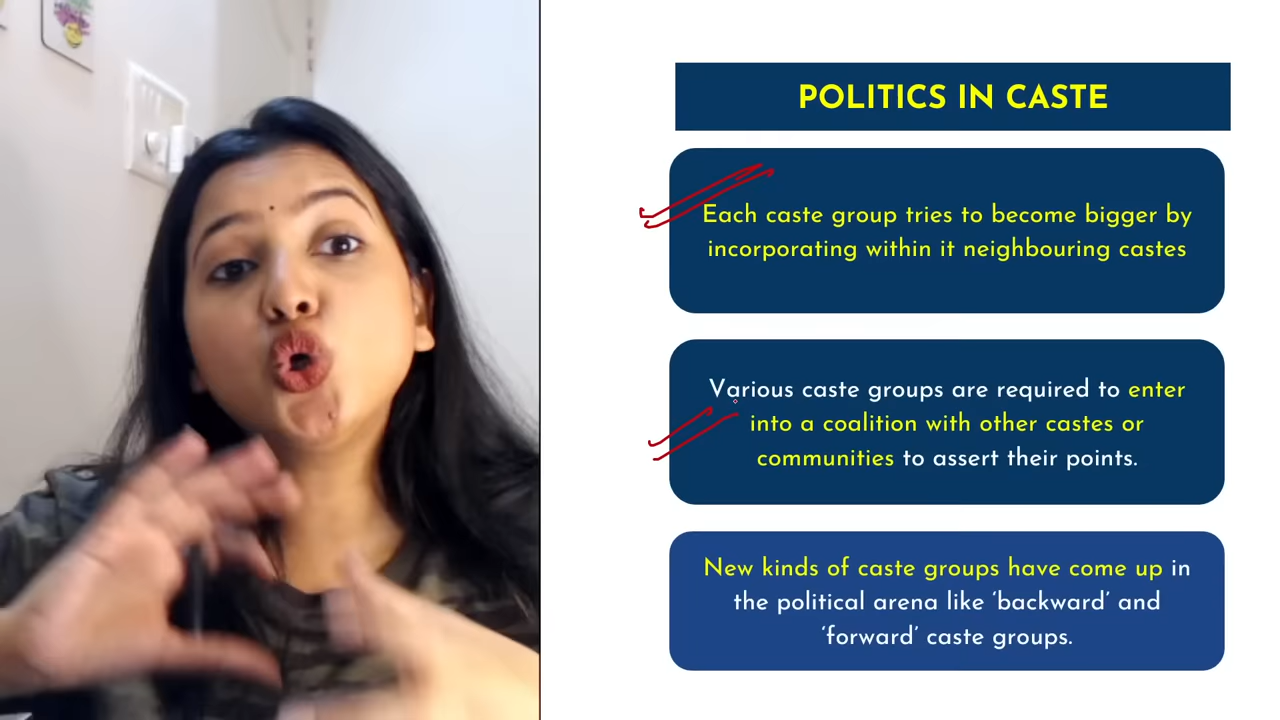 POLITICS IN CASTE
Each caste group tries to become bigger by
incorporating within it neighbouring castes
Various caste groups are required to enter
into a coalition with other castes or
communities to assert their points.
New kinds of caste groups have come up in
the political arena like ‘backward’ and
‘forward’ caste groups.